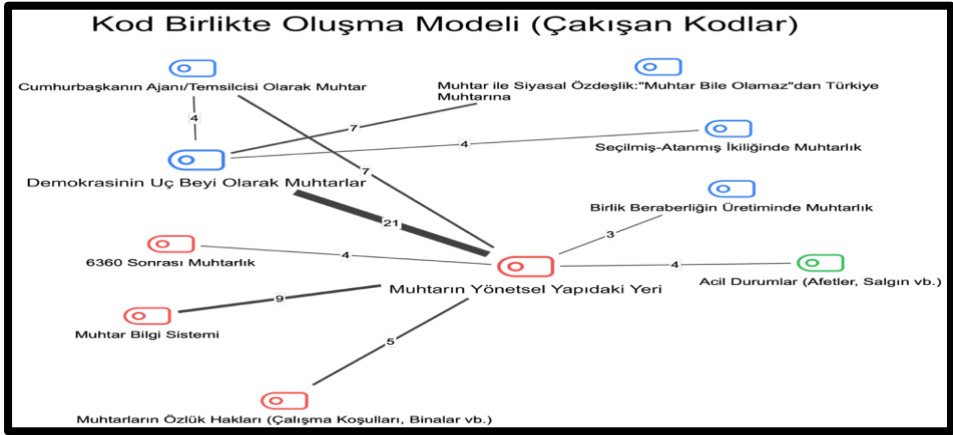 Kod Birlikte Oluşma Modeli (Çakışan Kodlar)
Cumhurbaşkanın Ajanı/Temsilcisi Olarak Muhtar
Muhtar ile Siyasal Özdeşlik:"Muhtar Bile Olamaz"dan Türkiye
Muhtarına
4
7
4
Seçilmiş-Atanmış İkiliğinde Muhtarlık
7
Demokrasinin Uç Beyi Olarak Muhtarlar
Birlik Beraberliğin Üretiminde Muhtarlık
21
3
6360 Sonrası Muhtarlık
4
4
Muhtarın Yönetsel Yapıdaki Yeri
Acil Durumlar (Afetler, Salgın vb.)
9
Muhtar Bilgi Sistemi
5
Muhtarların Özlük Hakları (Çalışma Koşulları, Binalar vb.)